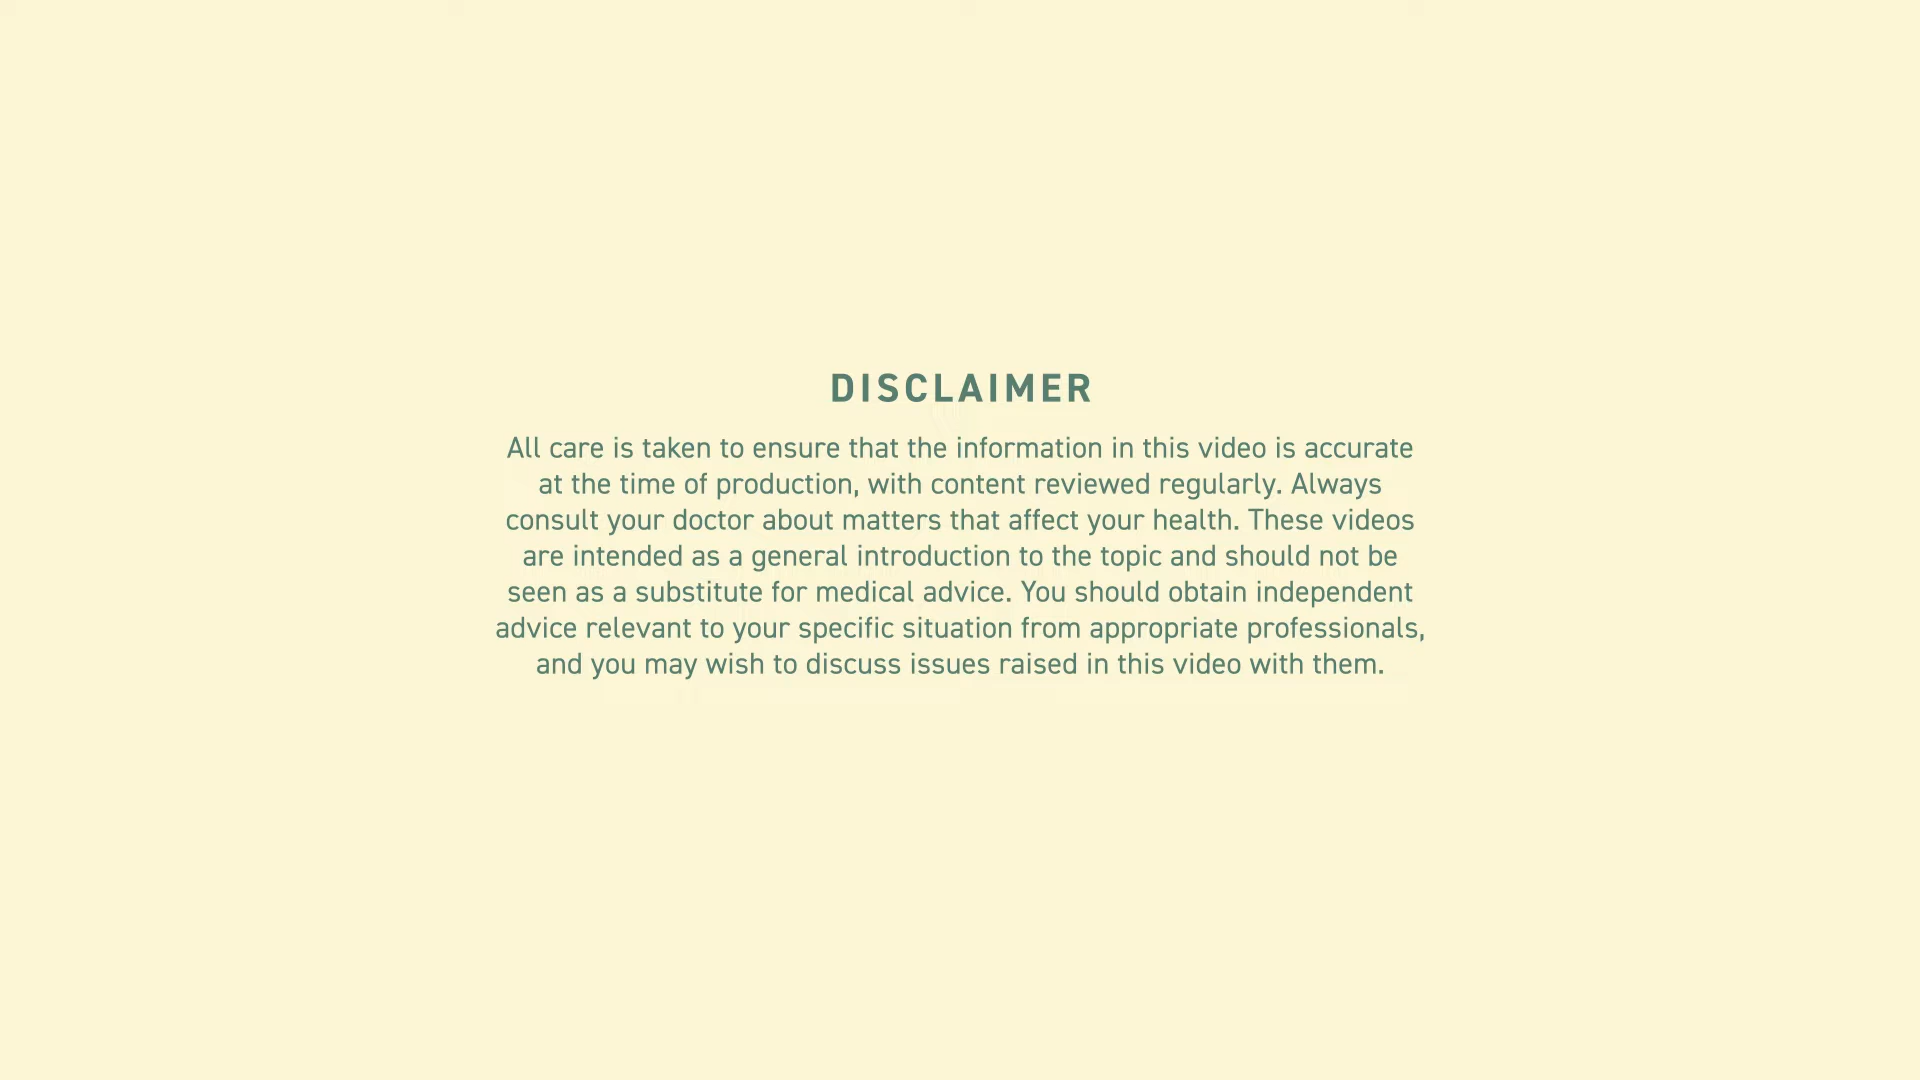 DISCLAIMER
All care is taken to ensure that the information in this video is accurate
at the time of production, with content reviewed regularly. Always
consult your doctor about matters that affect your health. These videos
are intended as a general introduction to the topic and should not be
seen as a substitute for medical advice. You should obtain independent
advice relevant to your specific situation from appropriate professionals,
and you may wish to discuss issues raised in this video with them.